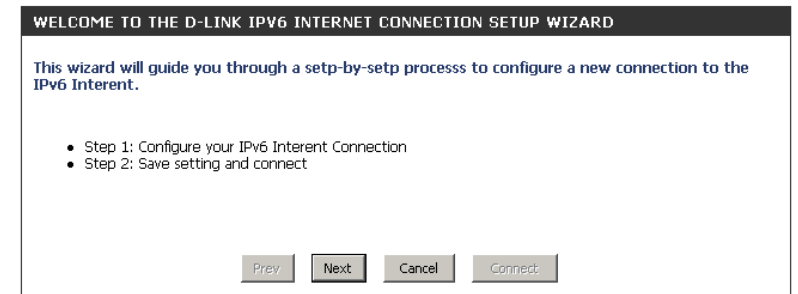 WELCOME TO THE D-LINK IPV6 INTERNET CONNECTION SETUP WIZARD
This wizard will guide you through a setp-by-setp processs to configure a new connection to the
IPv6 Interent.
• Step 1: Configure your IPv6 Interent Connection
• Step 2: Save setting and connect
Prev Next Cancel Connect